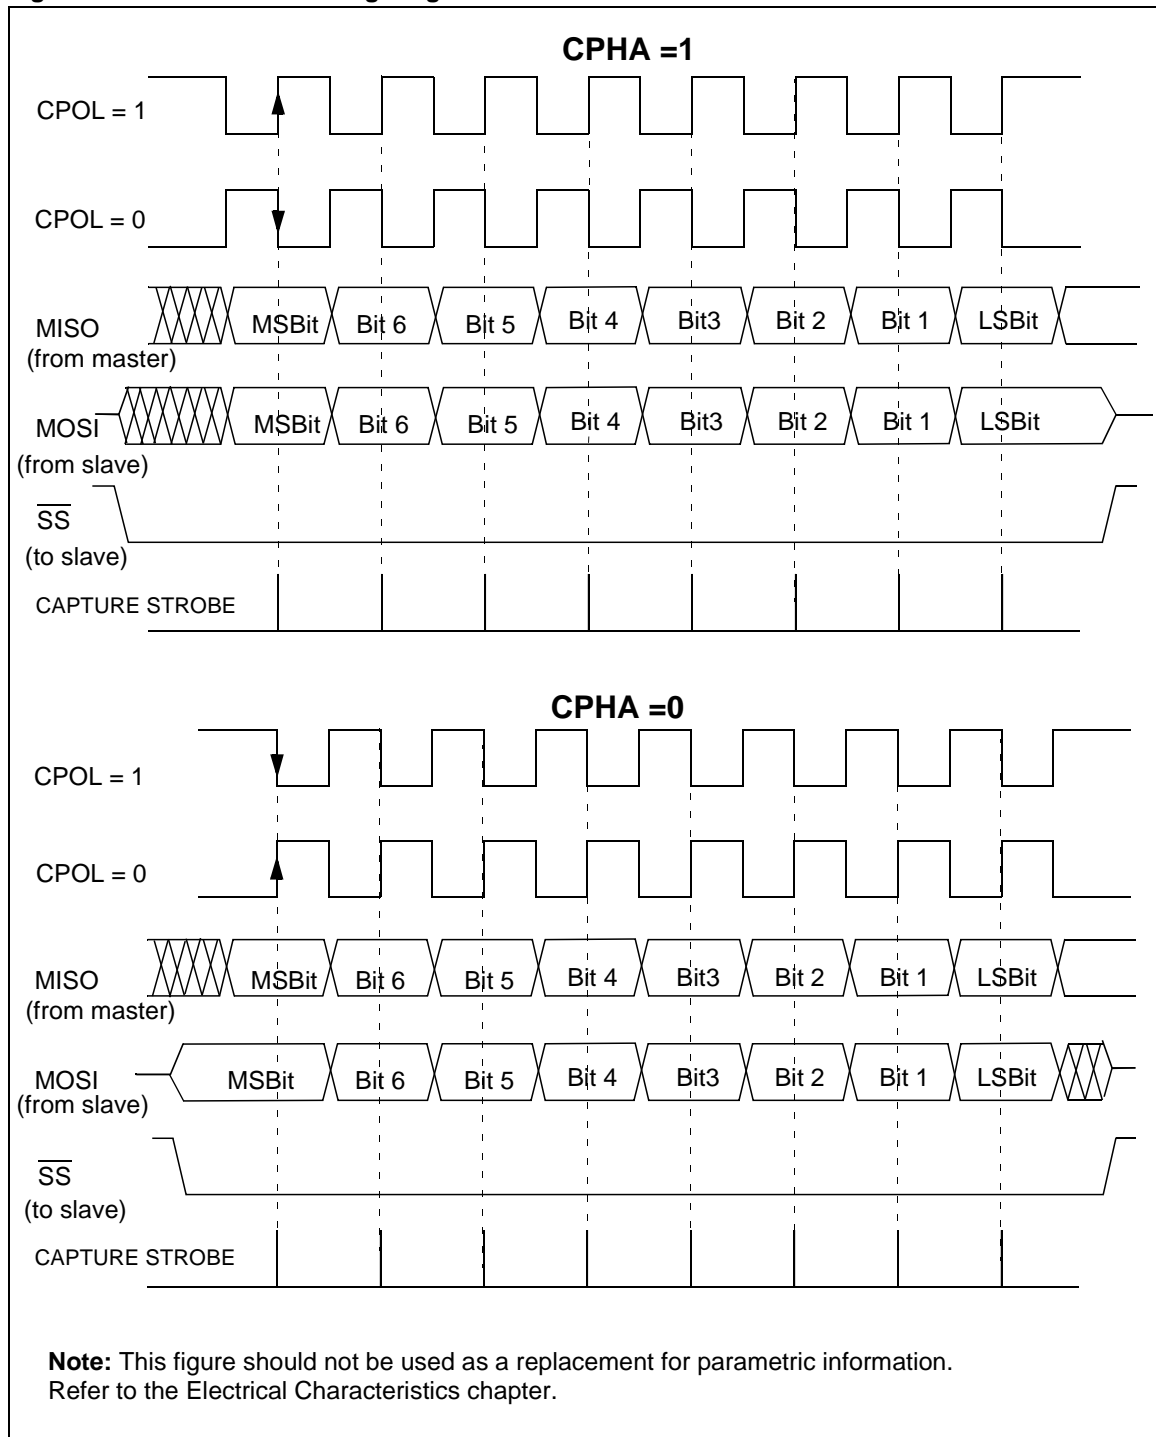 CPHA =1
CPOL = 1
CPOL = 0
MISO
(from master)
MSBit Bit 6 Bit 5 Bit 4 Bit3 Bit 2 Bit 1 LSBit
MOSI
(from slave)
MSBit Bit 6 Bit 5 Bit 4 Bit3 Bit 2 Bit 1 LSBit
SS
(to slave)
CAPTURE STROBE
CPHA =0
CPOL = 1
CPOL = 0
MISO
(from master)
MSBit Bit 6 Bit 5 Bit 4 Bit3 Bit 2 Bit 1 LSBit
MOSI
(from slave)
MSBit Bit 6 Bit 5 Bit 4 Bit3 Bit 2 Bit 1 LSBit
SS
(to slave)
CAPTURE STROBE
Note: This figure should not be used as a replacement for parametric information.
Refer to the Electrical Characteristics chapter.